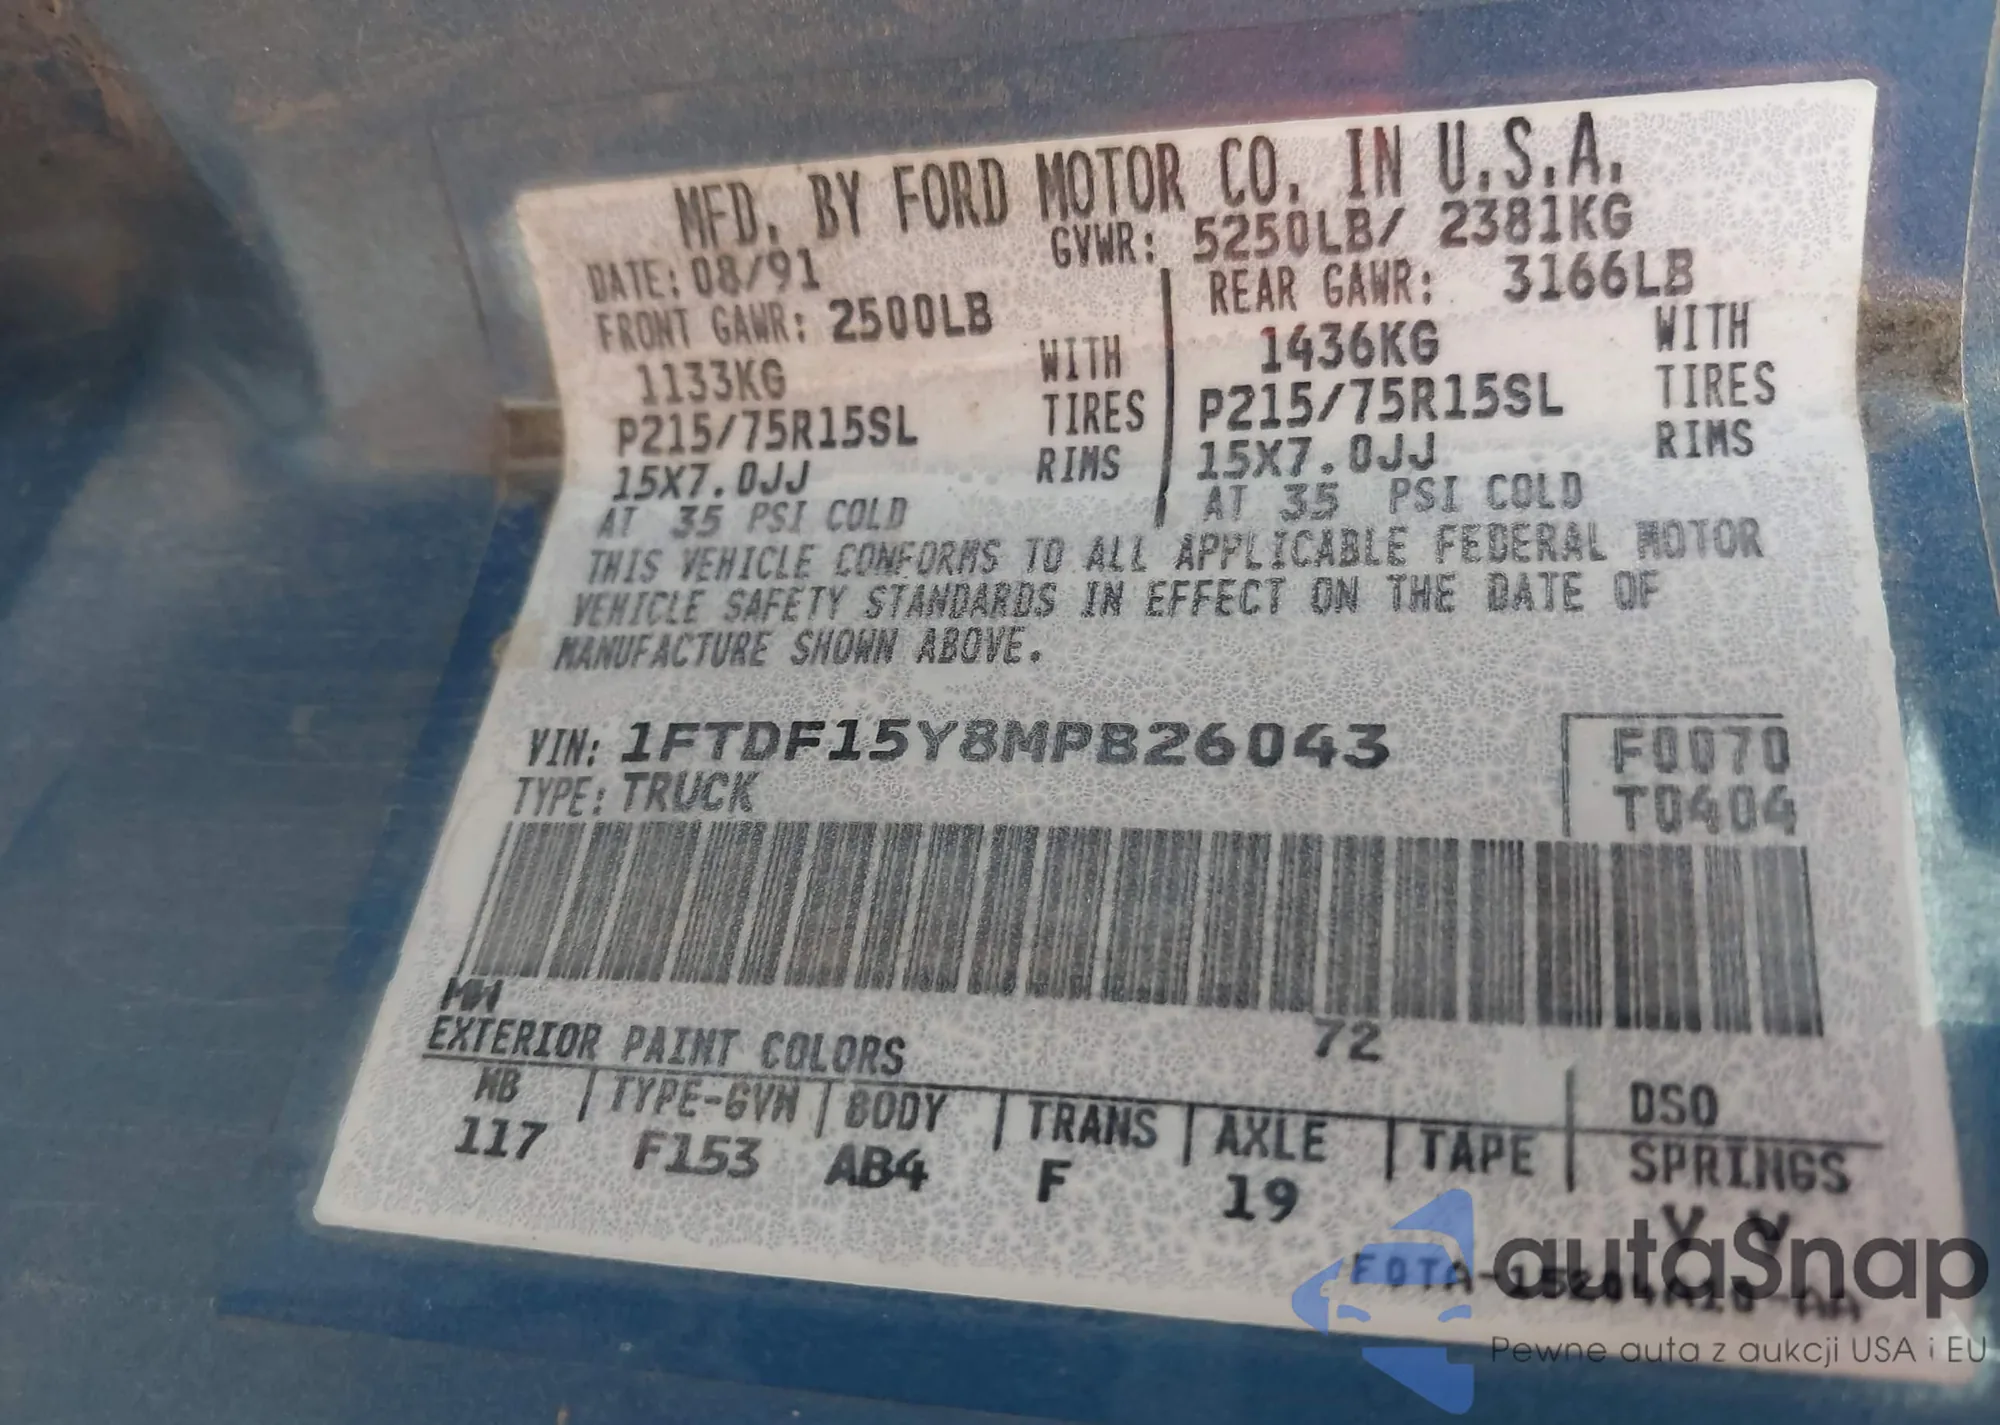 MFD. BY FORD MOTOR CO. IN U.S.A.
DATE: 08/91 GVWR: 5250LB/ 2381KG
FRONT GAWR: 2500LB REAR GAWR: 3166LB
1133KG WITH 1436KG WITH
P215/75R15SL TIRES P215/75R15SL TIRES
15X7.0JJ RIMS 15X7.0JJ RIMS
AT 35 PSI COLD AT 35 PSI COLD
THIS VEHICLE CONFORMS TO ALL APPLICABLE FEDERAL MOTOR
VEHICLE SAFETY STANDARDS IN EFFECT ON THE DATE OF
MANUFACTURE SHOWN ABOVE.
VIN: 1FTDF15Y8MPB26043 F0070
TYPE: TRUCK T0404
MW
EXTERIOR PAINT COLORS 72 DSO
WB TYPE-GVW BODY TRANS AXLE TAPE SPRINGS
117 F153 AB4 F 19
autaSnap
Pewne auta z aukcji USA i EU